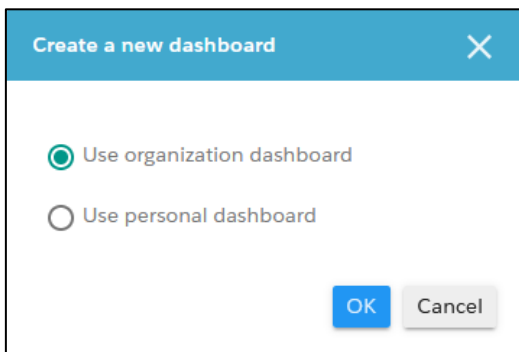 Create a new dashboard
Use organization dashboard
Use personal dashboard
OK
Cancel